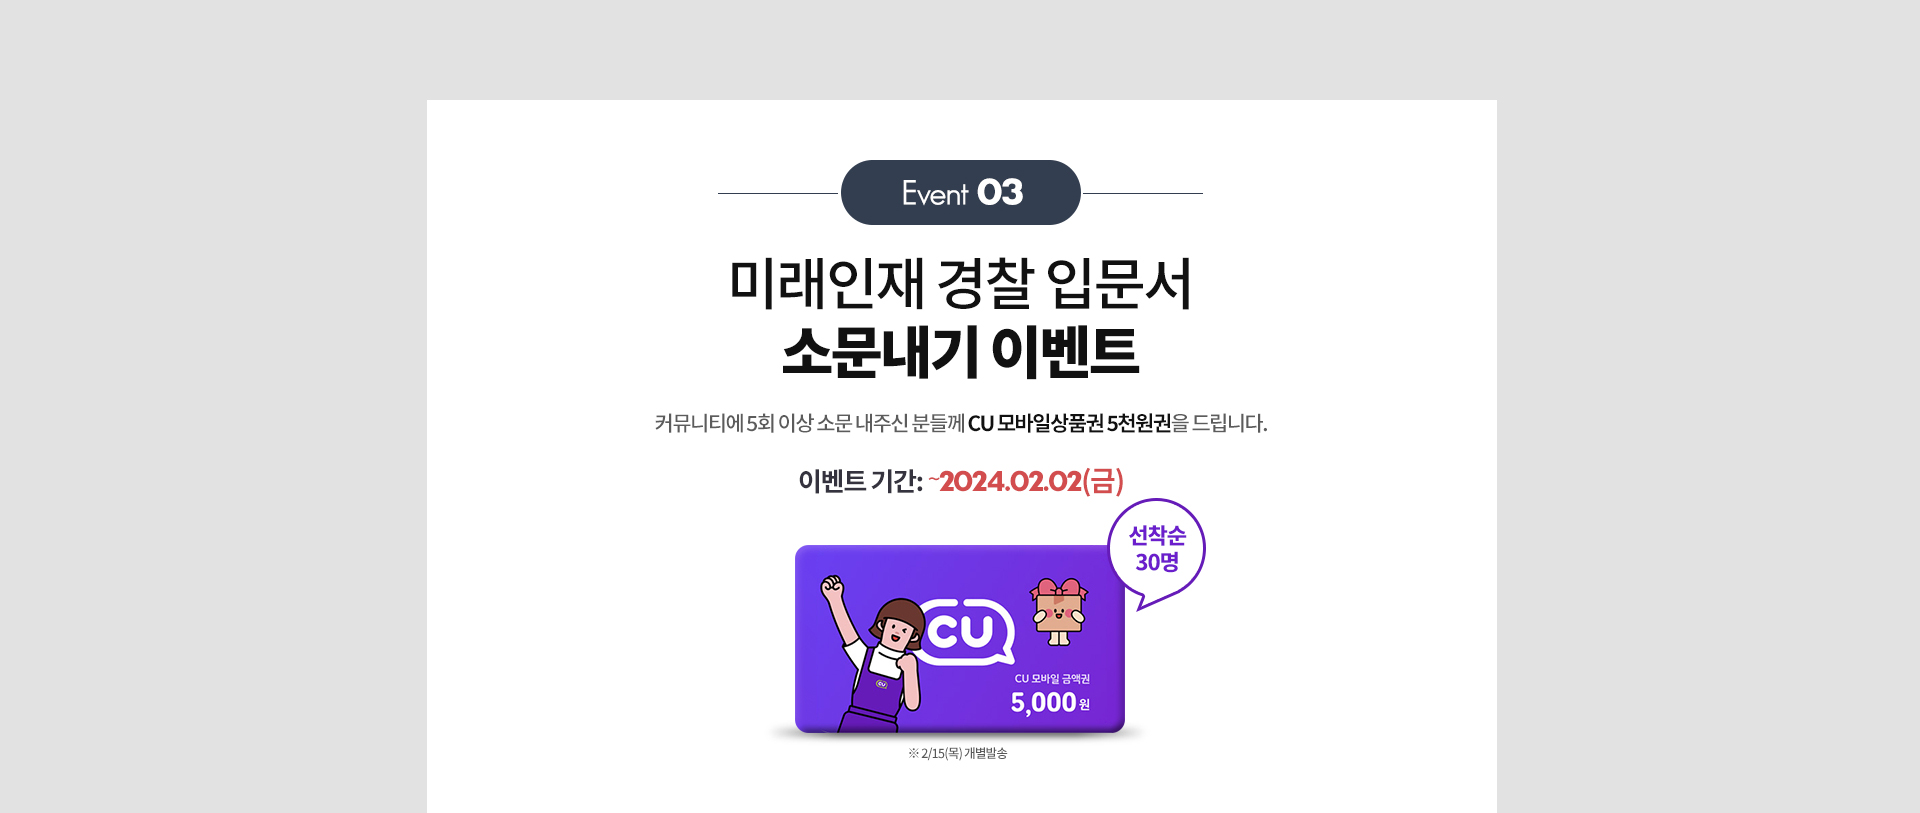 Event 03
미래인재 경찰 입문서
소문내기 이벤트
커뮤니티에 5회 이상 소문 내주신 분들께 CU 모바일상품권 5천원권을 드립니다.
이벤트 기간: ~2024.02.02(금)
선착순
30명
CU
CU
CU 모바일 금액권
5,000 원
※ 2/15(목) 개별발송